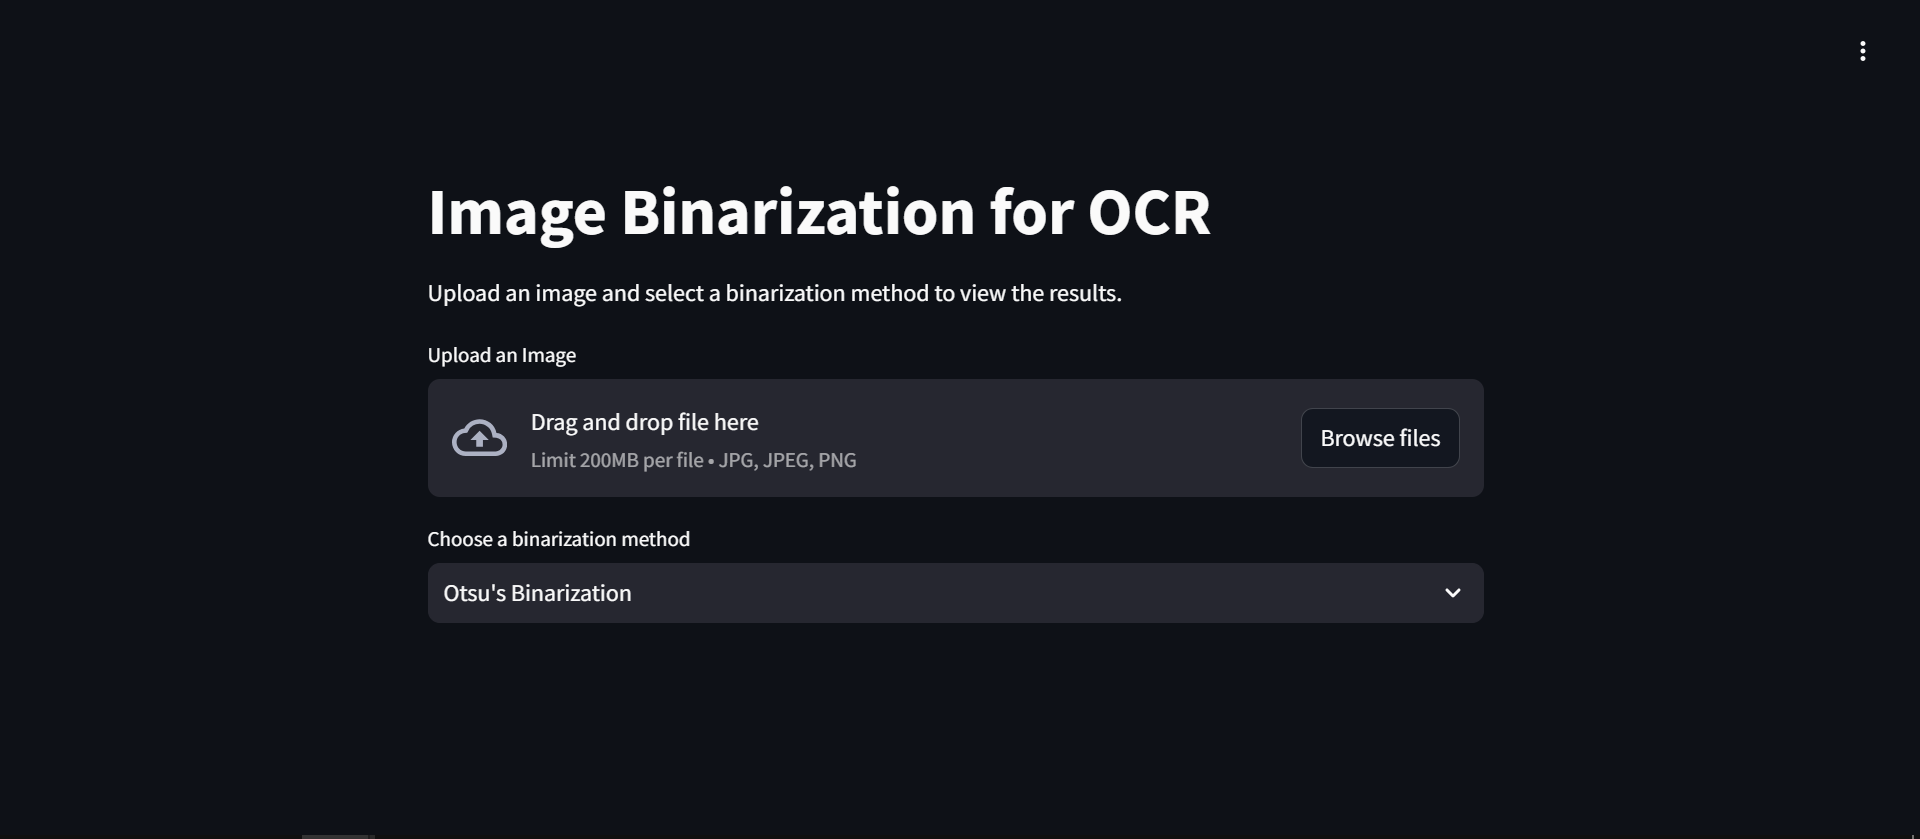 Image Binarization for OCR
Upload an image and select a binarization method to view the results.
Upload an Image
Drag and drop file here
Limit 200MB per file • JPG, JPEG, PNG
Browse files
Choose a binarization method
Otsu's Binarization